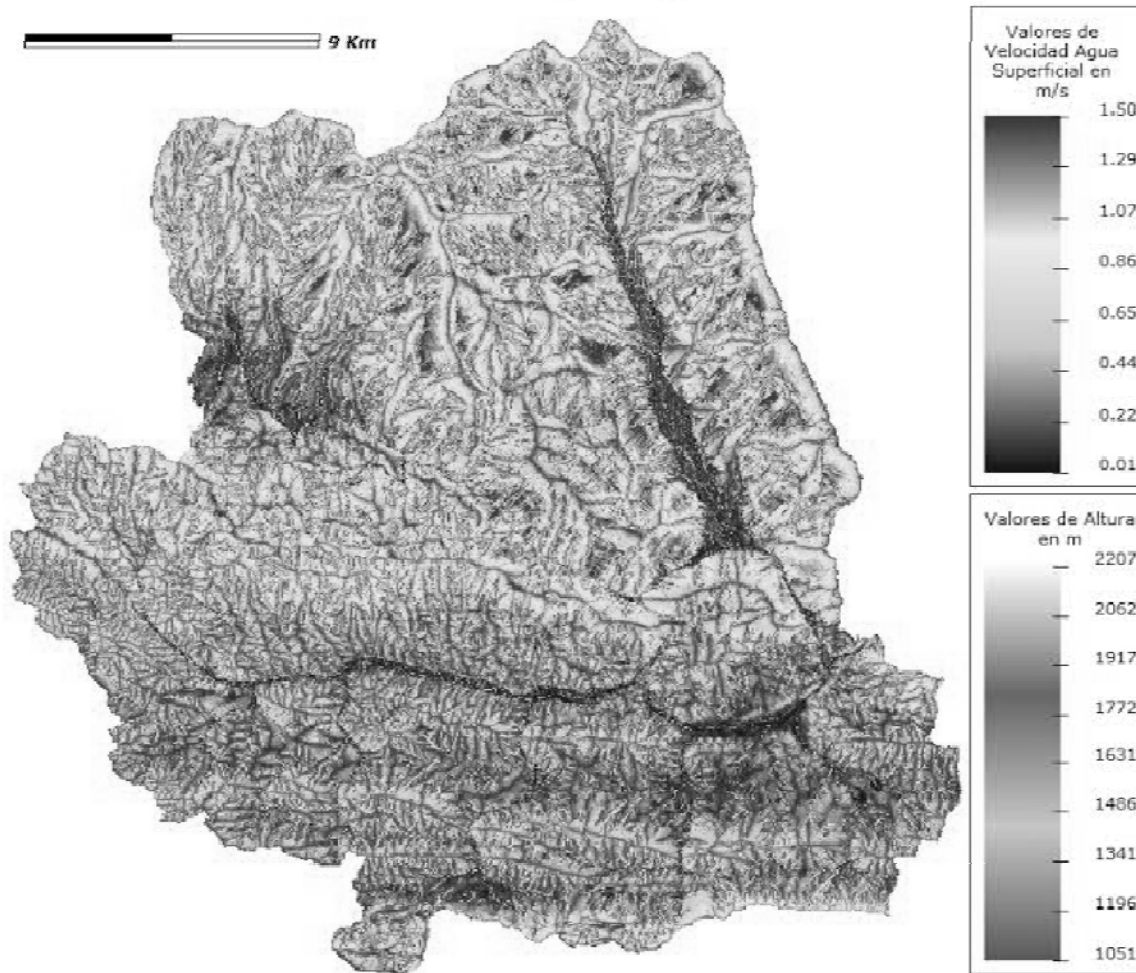 9 Km
Valores de
Velocidad Agua
Superficial en
m/s
1.50
1.29
1.07
0.86
0.65
0.44
0.22
0.01
Valores de Altura
en m
2207
2062
1917
1772
1631
1486
1341
1196
1051